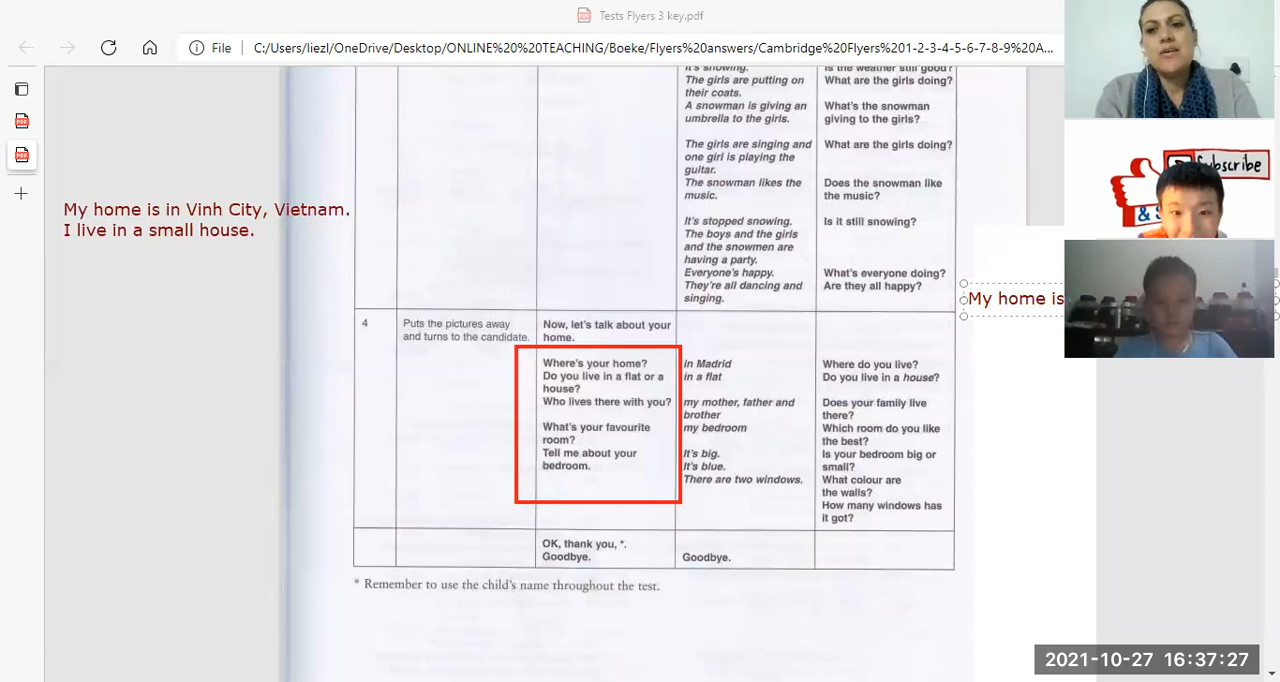 Tests Flyers 3 key.pdf
File
C:/Users/liezl/OneDrive/Desktop/ONLINE%20%20TEACHING/Boeke/Flyers%20answers/Cambridge%20Flyers%201-2-3-4-5-6-7-8-9%20A...
My home is in Vinh City, Vietnam.
I live in a small house.
It's snowing.
The girls are putting on
their coats.
A snowman is giving an
umbrella to the girls.
The girls are singing and
one girl is playing the
guitar.
The snowman likes the
music.
It's stopped snowing.
The boys and the girls
and the snowmen are
having a party.
Everyone's happy.
They're all dancing and
singing.
Is the weather still good?
What are the girls doing?
What's the snowman
giving to the girls?
What are the girls doing?
Does the snowman like
the music?
Is it still snowing?
What's everyone doing?
Are they all happy?
4
Puts the pictures away
and turns to the candidate.
Now, let's talk about your
home.
Where's your home?
Do you live in a flat or a
house?
Who lives there with you?
What's your favourite
room?
Tell me about your
bedroom.
in Madrid
in a flat
my mother, father and
brother
my bedroom
It's big.
It's blue.
There are two windows.
Where do you live?
Do you live in a house?
Does your family live
there?
Which room do you like
the best?
Is your bedroom big or
small?
What colour are
the walls?
How many windows has
it got?
OK, thank you, *.
Goodbye.
Goodbye.
* Remember to use the child's name throughout the test.
My home is
Subscribe
&
2021-10-27 16:37:27